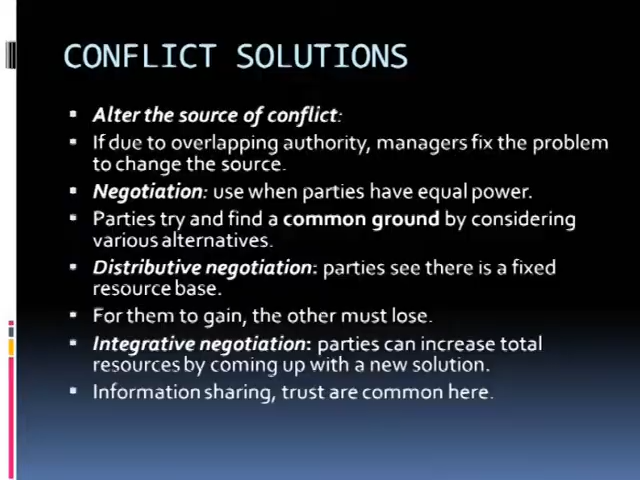 CONFLICT SOLUTIONS
▪ Alter the source of conflict:
▪ If due to overlapping authority, managers fix the problem
to change the source.
▪ Negotiation: use when parties have equal power.
▪ Parties try and find a common ground by considering
various alternatives.
▪ Distributive negotiation: parties see there is a fixed
resource base.
▪ For them to gain, the other must lose.
▪ Integrative negotiation: parties can increase total
resources by coming up with a new solution.
▪ Information sharing, trust are common here.